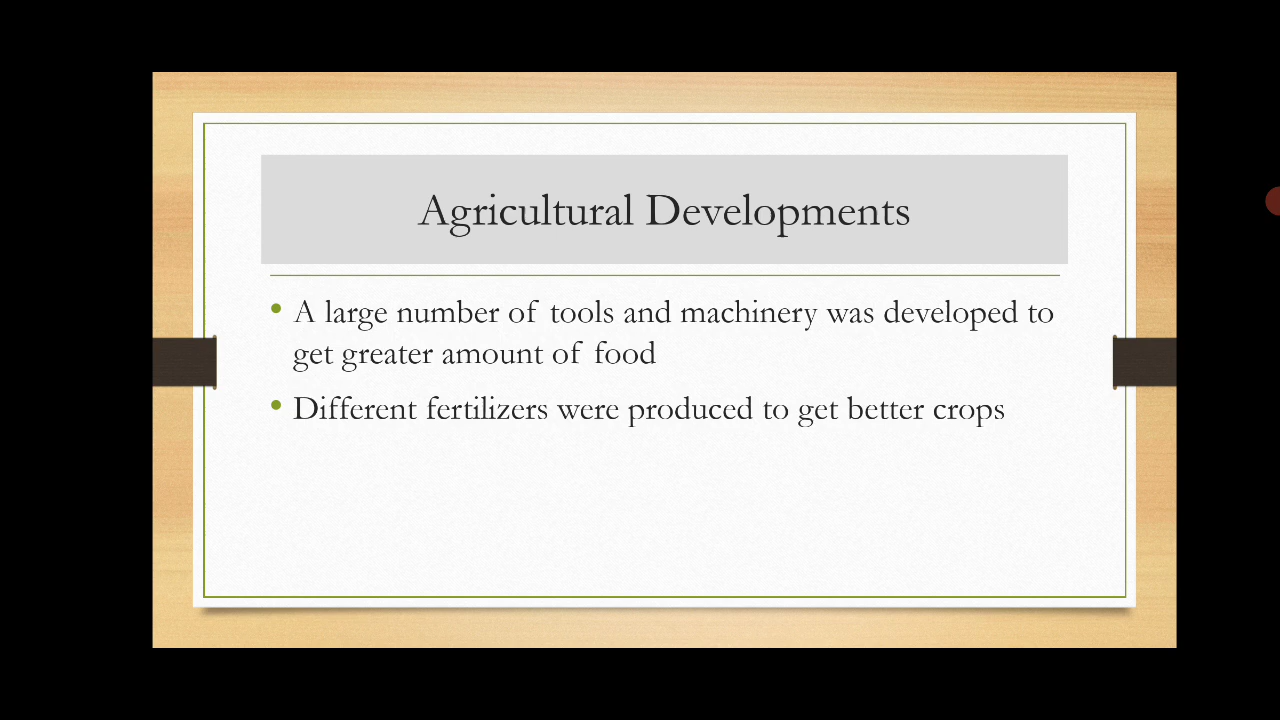 Agricultural Developments
• A large number of tools and machinery was developed to
get greater amount of food
• Different fertilizers were produced to get better crops